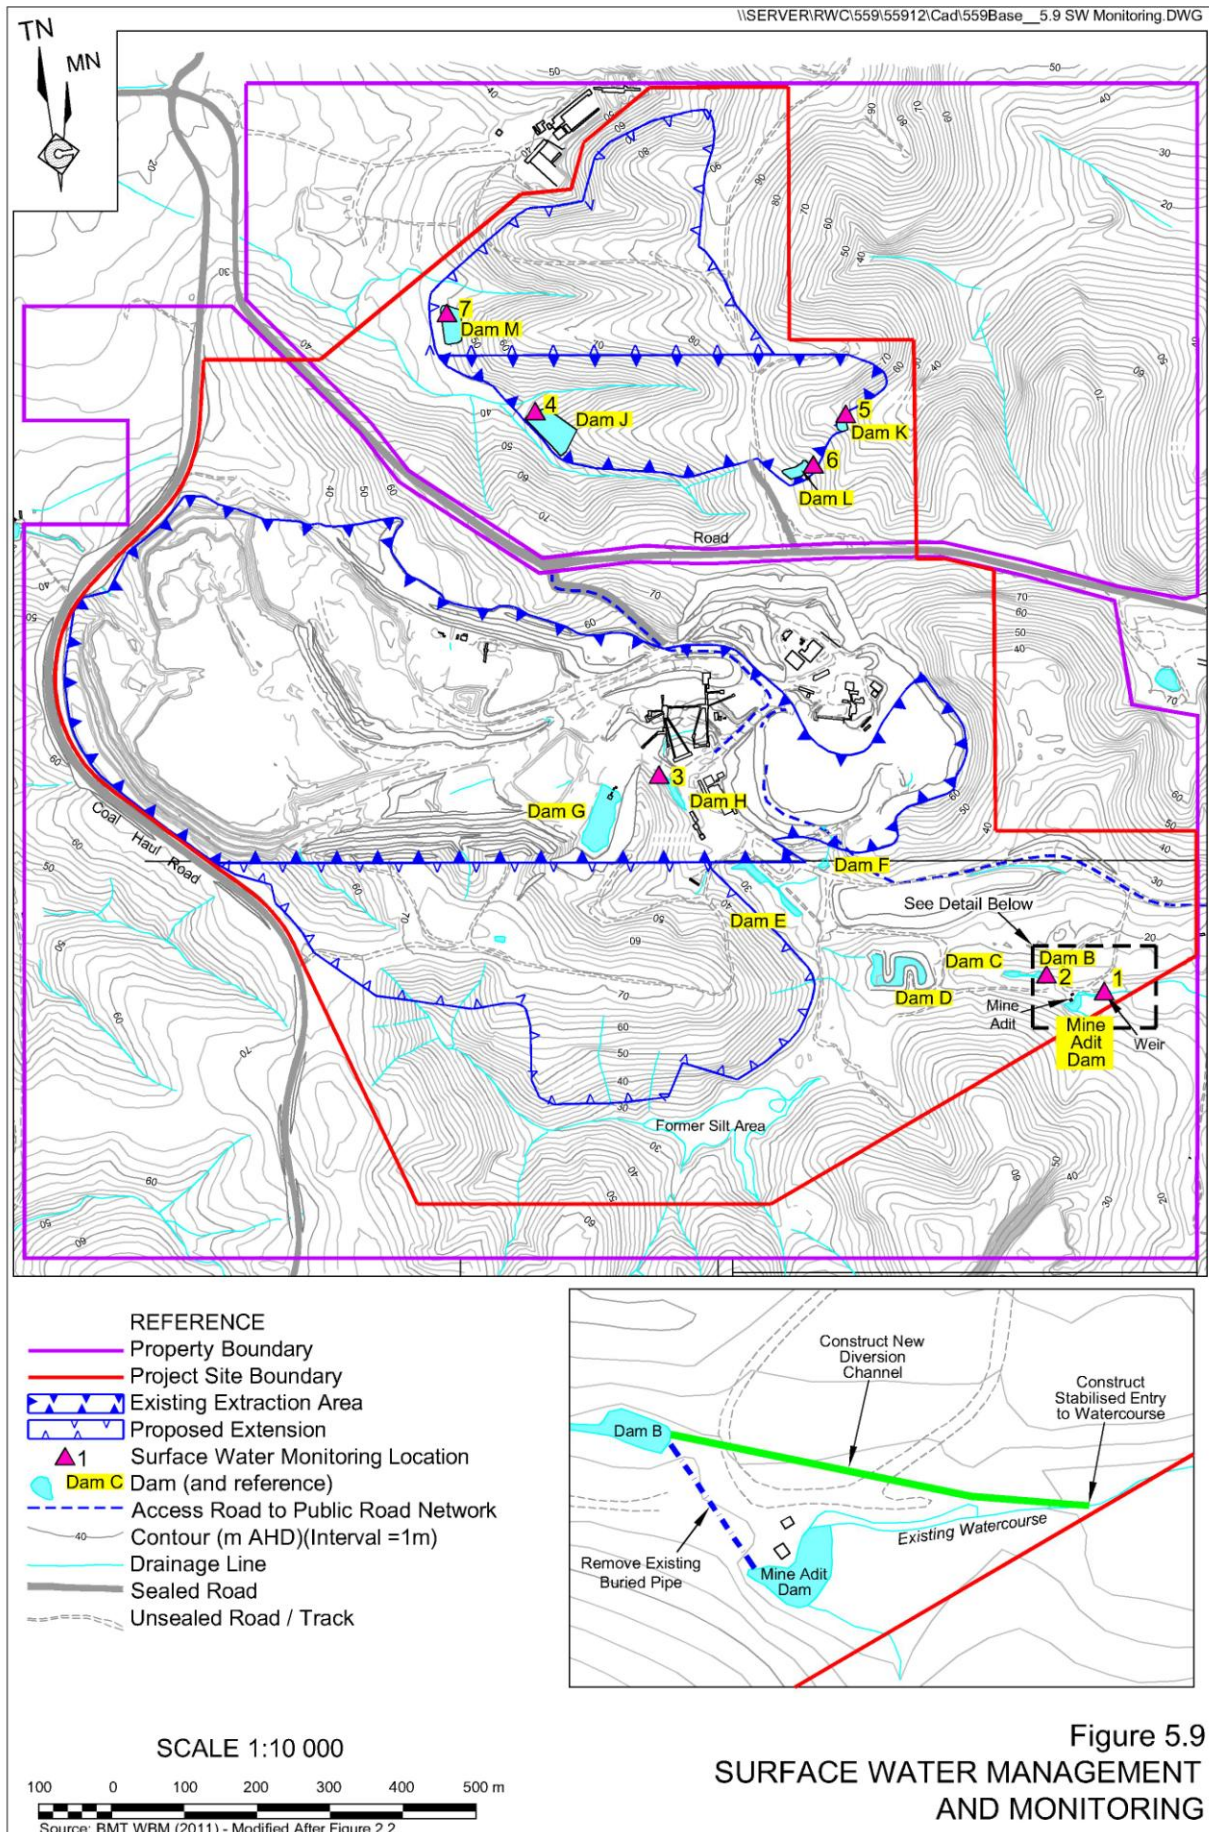 \\SERVER\RWC\559\55912\Cad\559Base__5.9 SW Monitoring.DWG
TN
MN
7
Dam M
4
Dam J
5
Dam K
6
Dam L
Road
Coal Haul Road
3
Dam G
Dam H
Dam F
Dam E
See Detail Below
Dam C
Dam B
2
1
Dam D
Mine
Adit
Mine
Adit
Dam
Weir
Former Silt Area
REFERENCE
Property Boundary
Project Site Boundary
Existing Extraction Area
Proposed Extension
1 Surface Water Monitoring Location
Dam C Dam (and reference)
Access Road to Public Road Network
40 Contour (m AHD)(Interval =1m)
Drainage Line
Sealed Road
Unsealed Road / Track
Construct New
Diversion
Channel
Construct
Stabilised Entry
to Watercourse
Dam B
Existing Watercourse
Remove Existing
Buried Pipe
Mine Adit
Dam
SCALE 1:10 000
100 0 100 200 300 400 500 m
Source: BMT WBM (2011) - Modified After Figure 2.2
Figure 5.9
SURFACE WATER MANAGEMENT
AND MONITORING